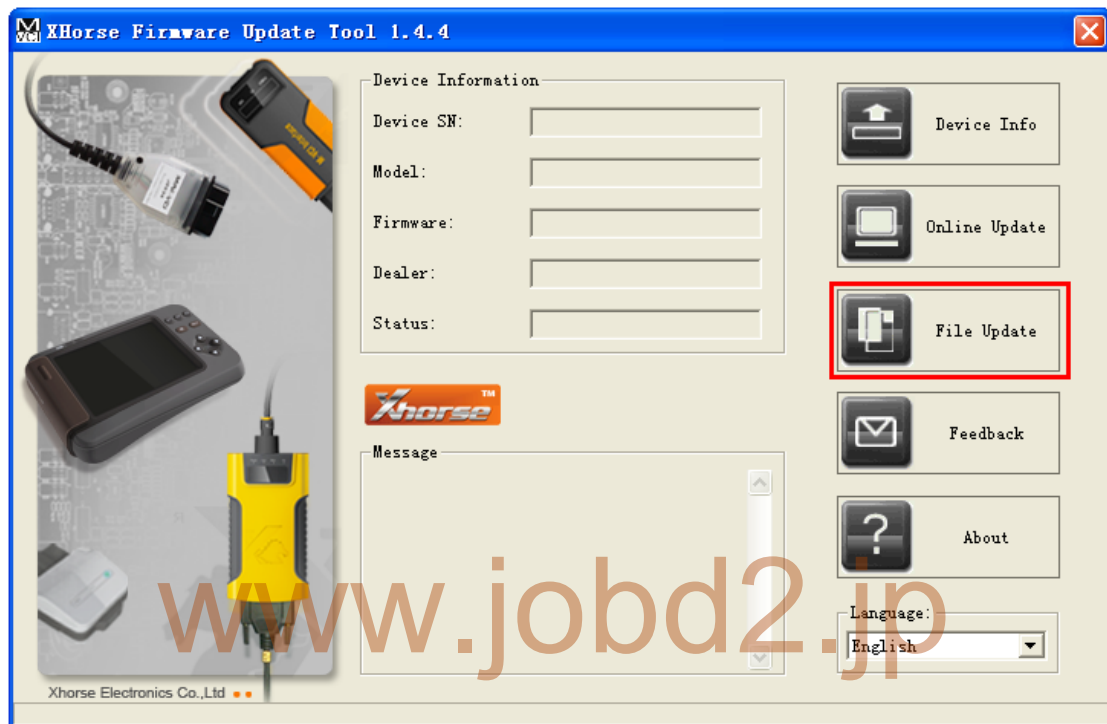 XHorse Firmware Update Tool 1.4.4
Device Information
Device SN:
Model:
Firmware:
Dealer:
Status:
Xhorse™
Message
Device Info
Online Update
File Update
Feedback
About
Language:
English
www.jobd2.jp
Xhorse Electronics Co.,Ltd